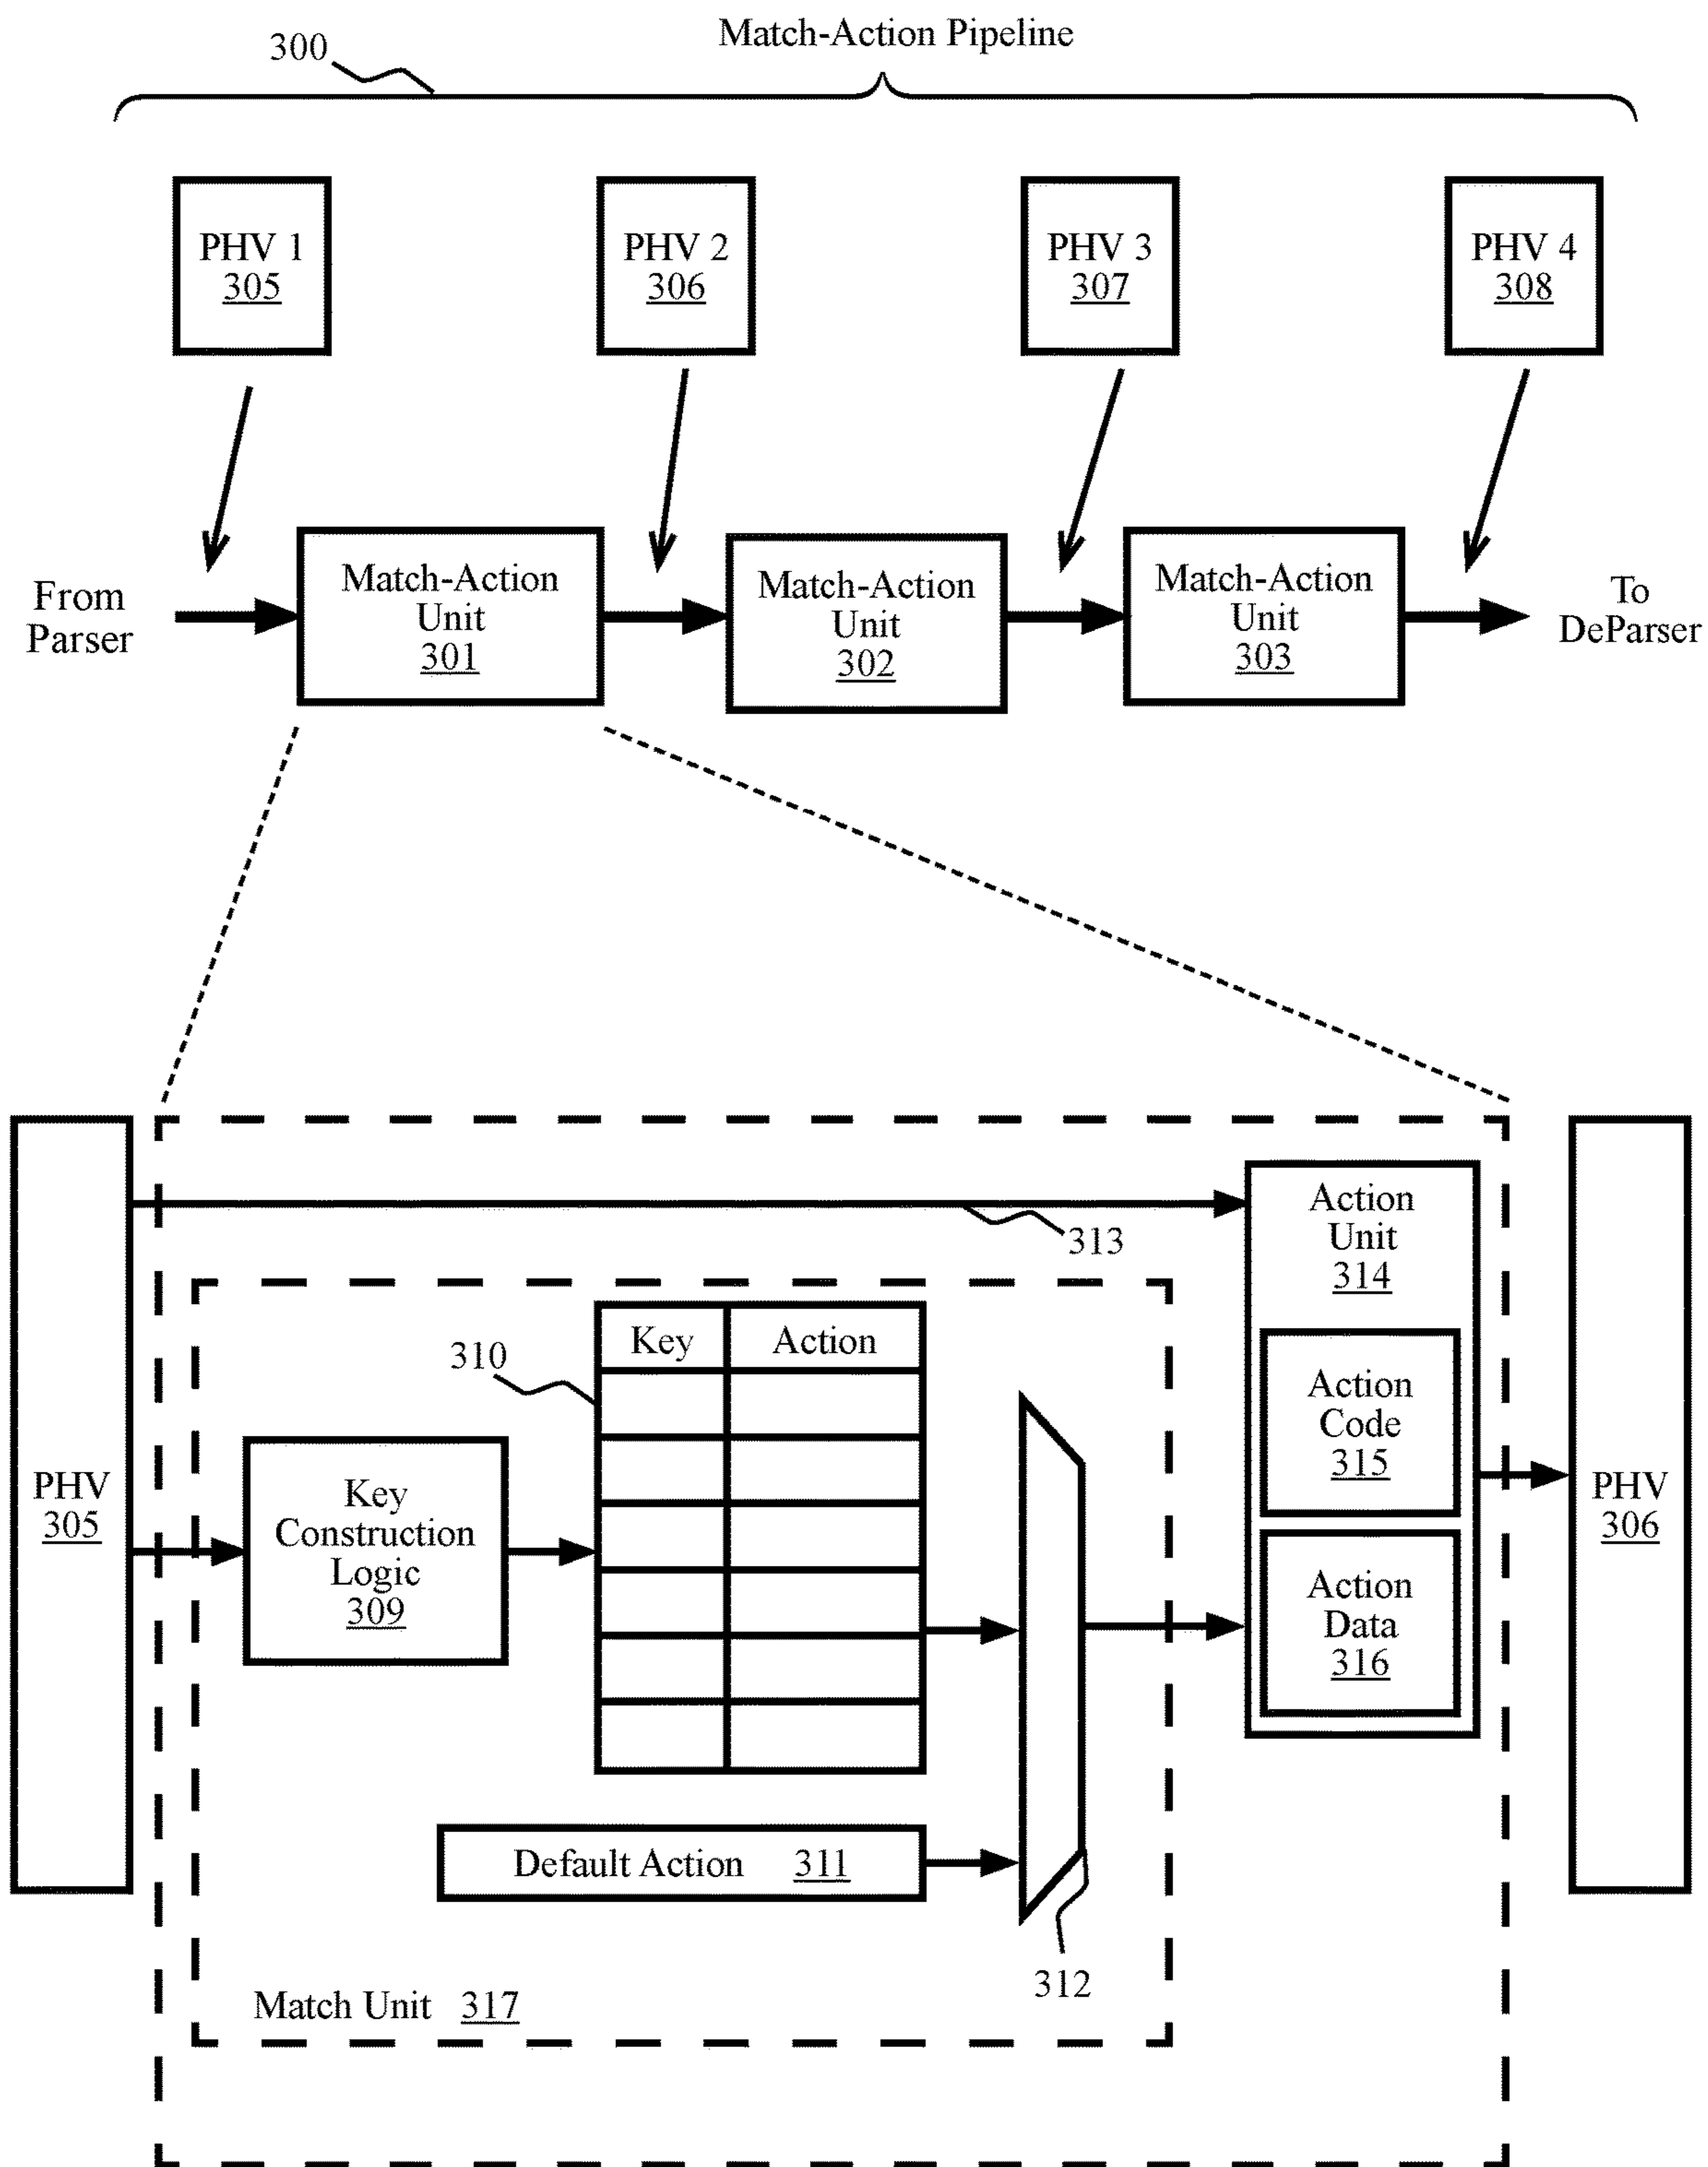 Match-Action Pipeline
300
PHV 1
305
PHV 2
306
PHV 3
307
PHV 4
308
From
Parser
Match-Action
Unit
301
Match-Action
Unit
302
Match-Action
Unit
303
To
DeParser
PHV
305
313
Action
Unit
314
310
Key
Action
Key
Construction
Logic
309
Action
Code
315
Action
Data
316
PHV
306
Default Action 311
312
Match Unit 317